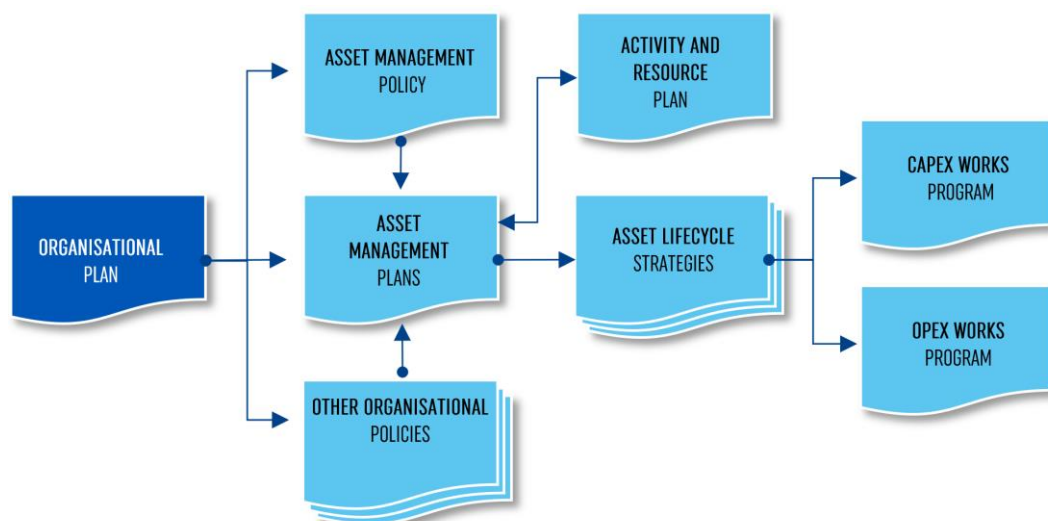 ASSET MANAGEMENT
POLICY
ACTIVITY AND
RESOURCE
PLAN
CAPEX WORKS
PROGRAM
ORGANISATIONAL
PLAN
ASSET
MANAGEMENT
PLANS
ASSET LIFECYCLE
STRATEGIES
OPEX WORKS
PROGRAM
OTHER ORGANISATIONAL
POLICIES